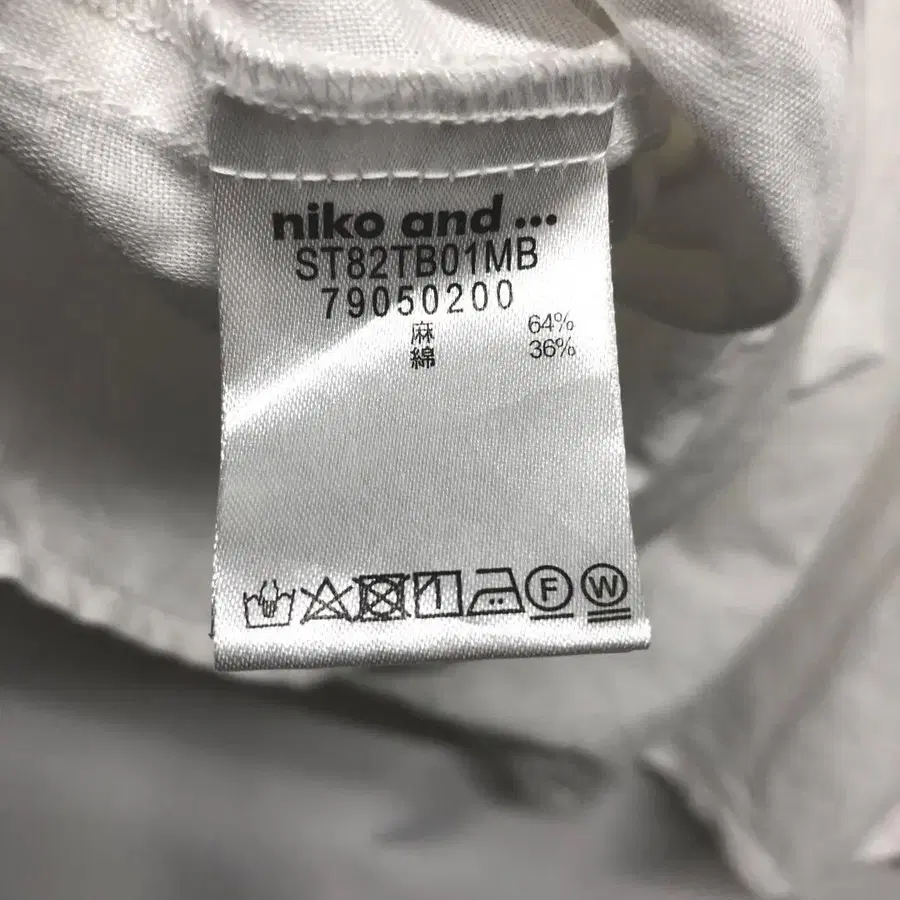 niko and ...
ST82TB01MB
79050200
麻 64%
綿 36%
F W